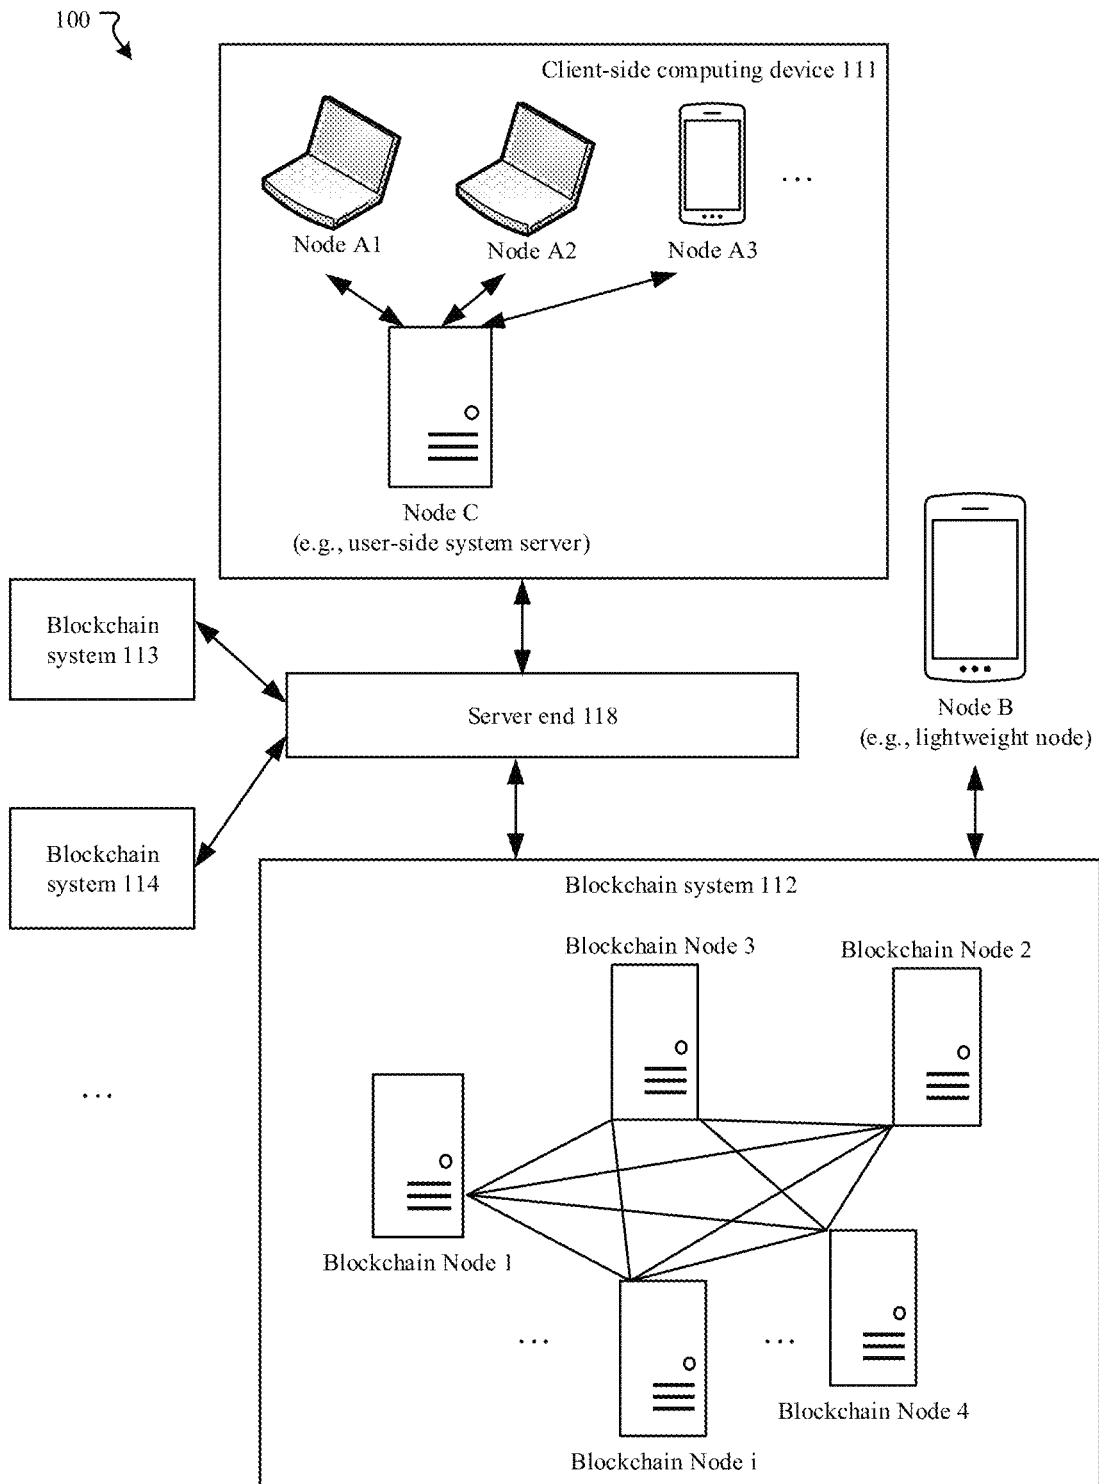 100
Client-side computing device 111
...
Node A1
Node A2
Node A3
Node C
(e.g., user-side system server)
Blockchain
system 113
Server end 118
Node B
(e.g., lightweight node)
Blockchain
system 114
Blockchain system 112
Blockchain Node 3
Blockchain Node 2
...
Blockchain Node 1
...
...
Blockchain Node 4
Blockchain Node i